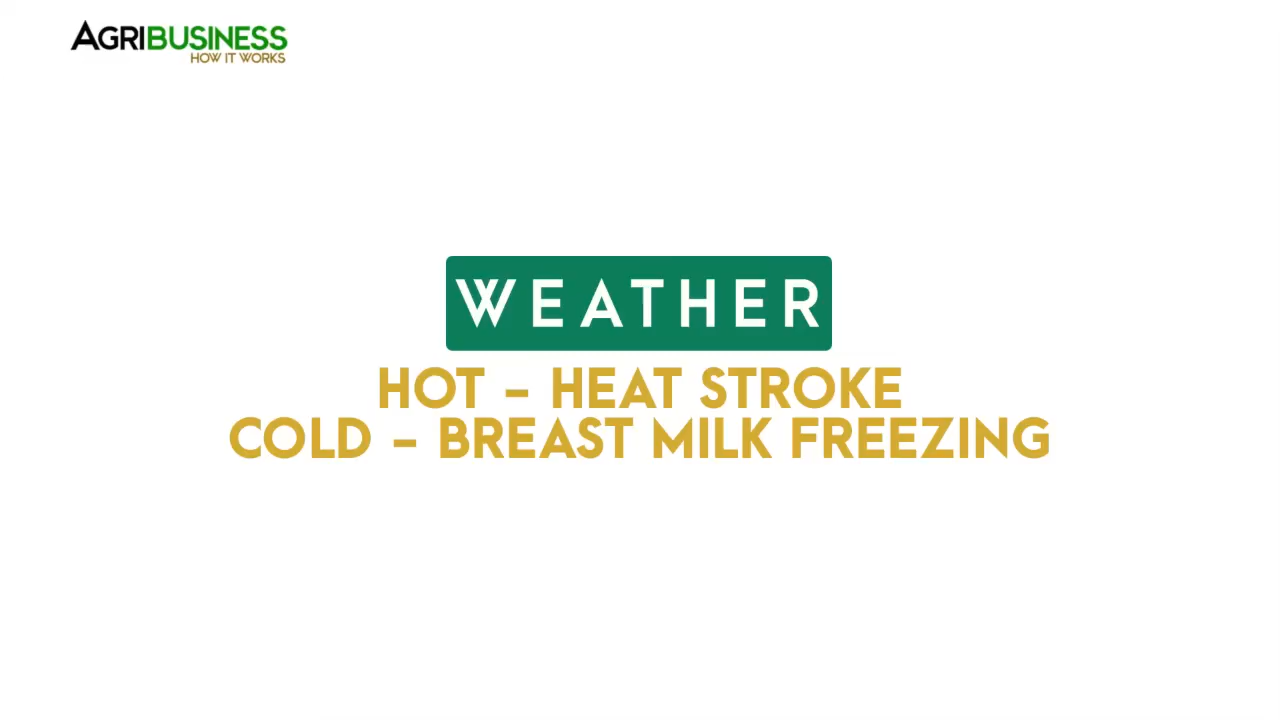 AGRIBUSINESS
HOW IT WORKS
WEATHER
HOT - HEAT STROKE
COLD - BREAST MILK FREEZING